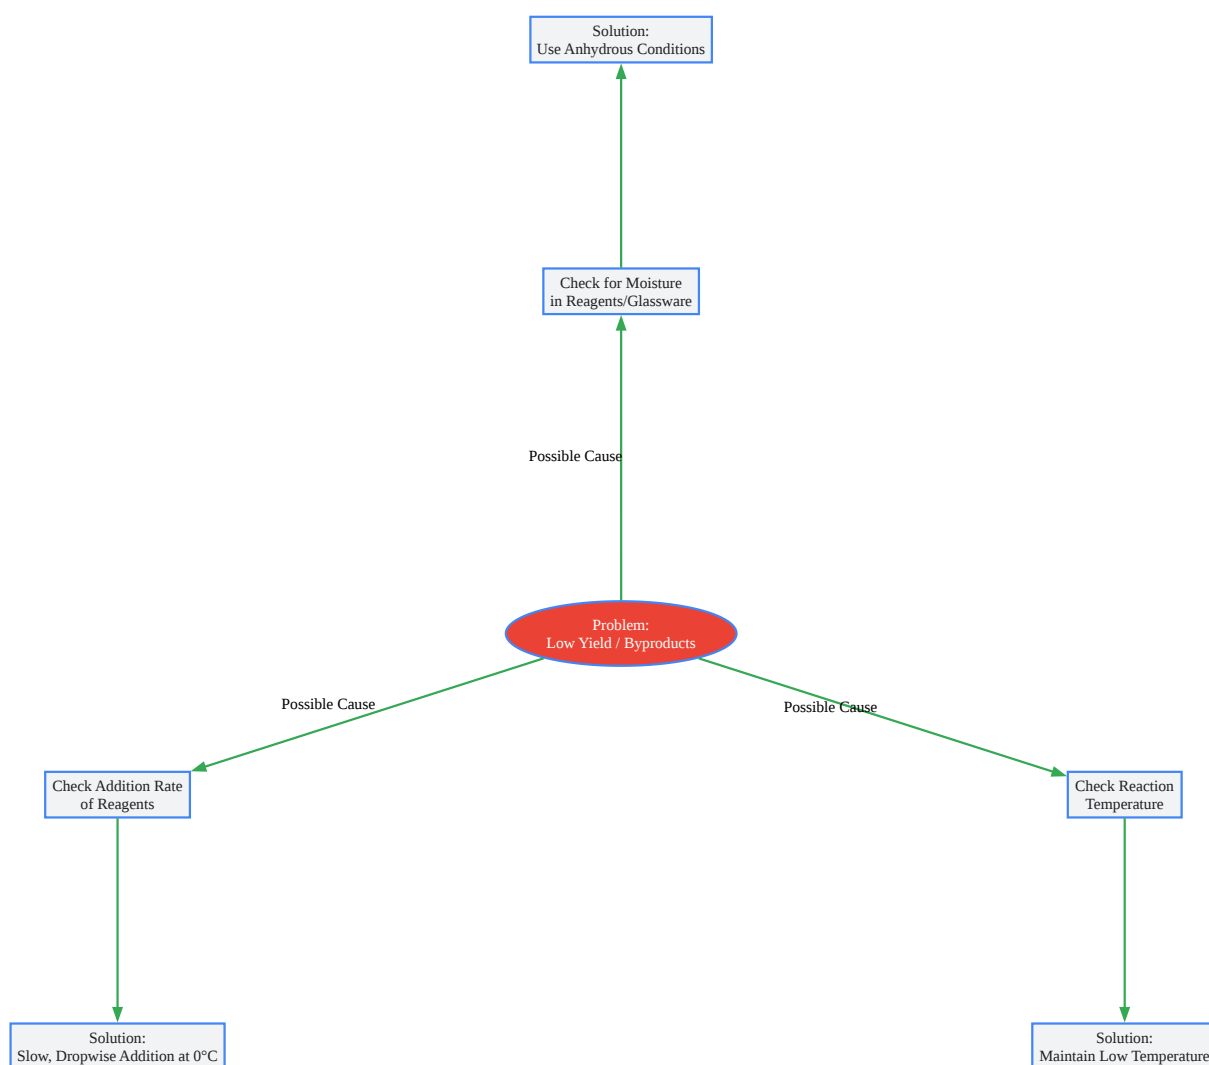 Solution:
Use Anhydrous Conditions
Check for Moisture
in Reagents/Glassware
Possible Cause
Problem:
Low Yield / Byproducts
Possible Cause
Possible Cause
Check Addition Rate
of Reagents
Check Reaction
Temperature
Solution:
Slow, Dropwise Addition at 0°C
Solution:
Maintain Low Temperature